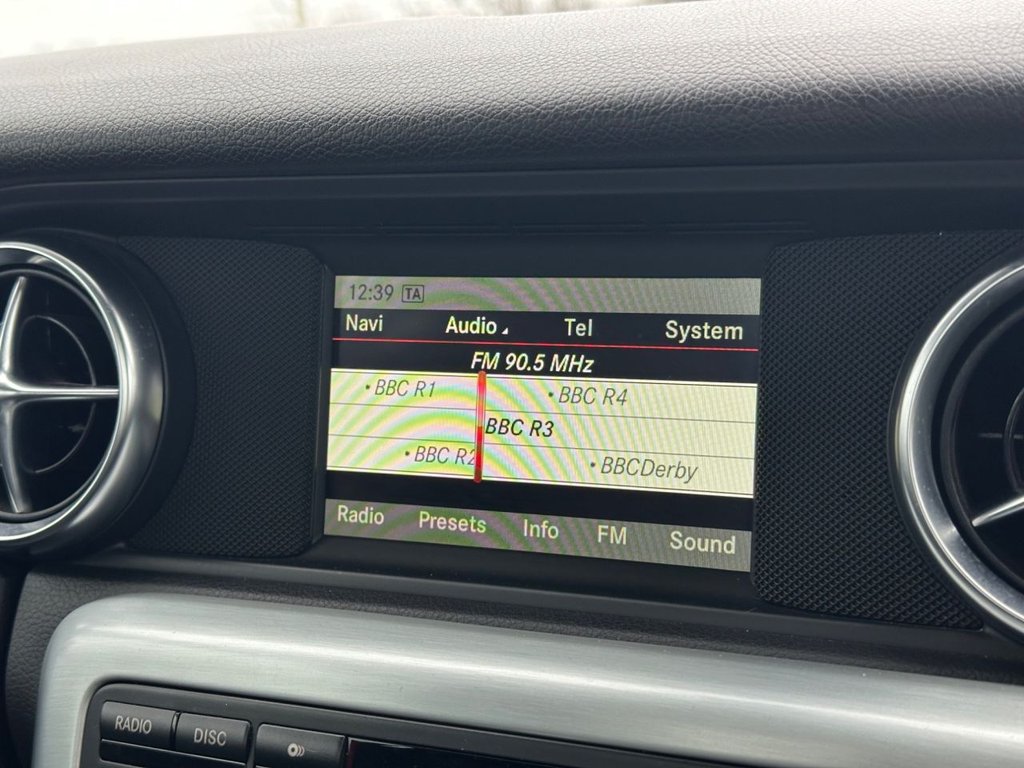 12:39 TA
Navi Audio Tel System
FM 90.5 MHz
•BBC R1 •BBC R4
BBC R3
•BBC R2 •BBCDerby
Radio Presets Info FM Sound
RADIO DISC